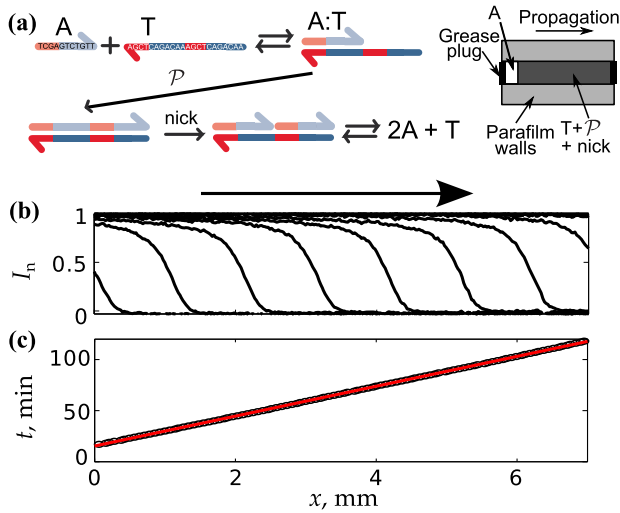 (a)
A
T
A:T
TCGAGTCTGTT
+
AGCTCAGACAAAGCTCAGACAA
𝒫
nick
2A + T
Propagation
A
Grease
plug
Parafilm
walls
T+𝒫
+ nick
(b)
1
0.5
0
Iₙ
(c)
100
50
0
t, min
0
2
4
6
x, mm